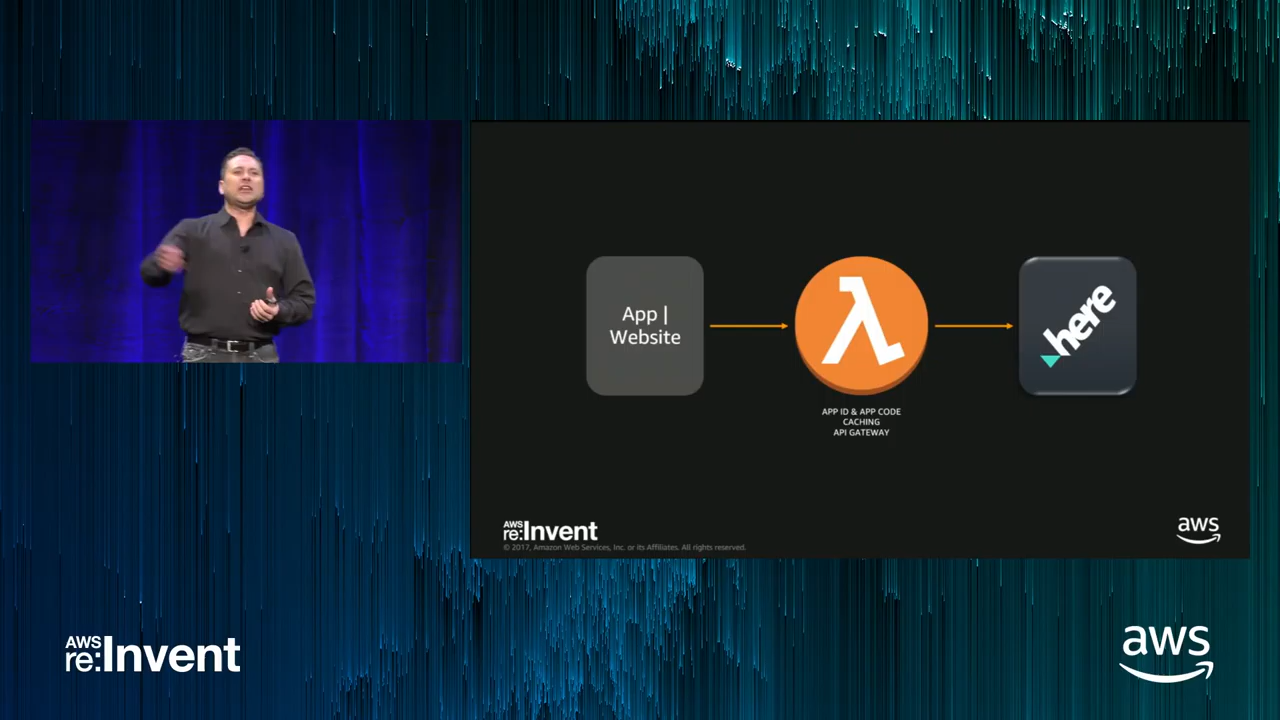 App |
Website
λ
here
APP ID & APP CODE
CACHING
API GATEWAY
AWS
re:Invent
© 2017, Amazon Web Services, Inc. or its Affiliates. All rights reserved.
aws
AWS
re:Invent
aws